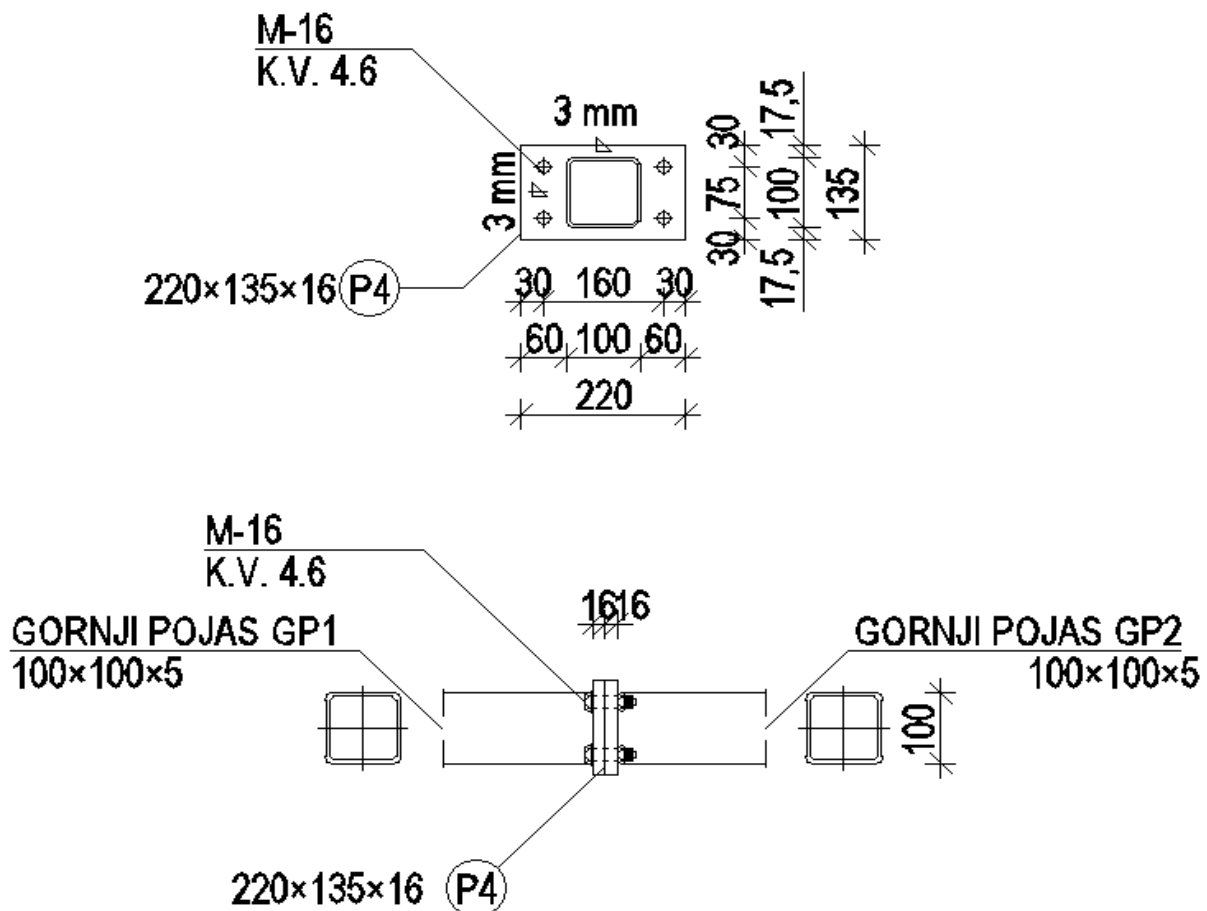 M-16
K.V. 4.6
3 mm
3 mm
30
75
30
17,5
100
17,5
135
220×135×16 P4
30 160 30
60 100 60
220
M-16
K.V. 4.6
16 16
GORNJI POJAS GP1
100×100×5
GORNJI POJAS GP2
100×100×5
100
220×135×16 P4